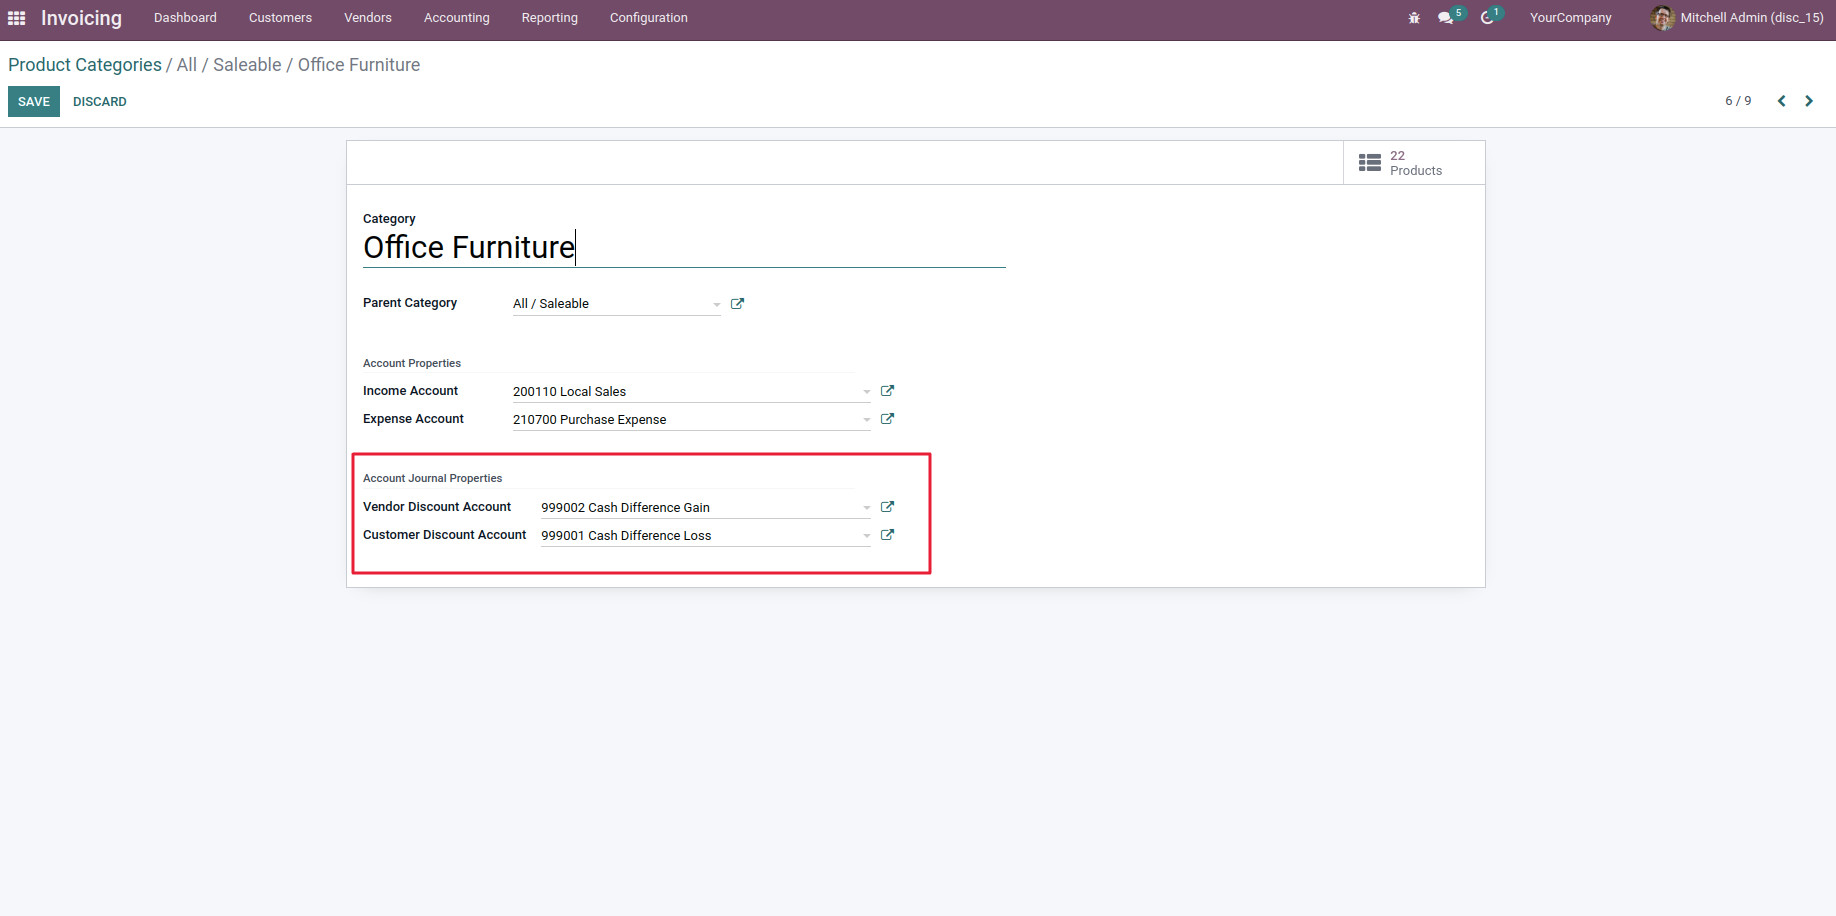 Invoicing Dashboard Customers Vendors Accounting Reporting Configuration 5 1 YourCompany Mitchell Admin (disc_15)
Product Categories / All / Saleable / Office Furniture
SAVE DISCARD 6 / 9
22
Products
Category
Office Furniture
Parent Category All / Saleable
Account Properties
Income Account 200110 Local Sales
Expense Account 210700 Purchase Expense
Account Journal Properties
Vendor Discount Account 999002 Cash Difference Gain
Customer Discount Account 999001 Cash Difference Loss